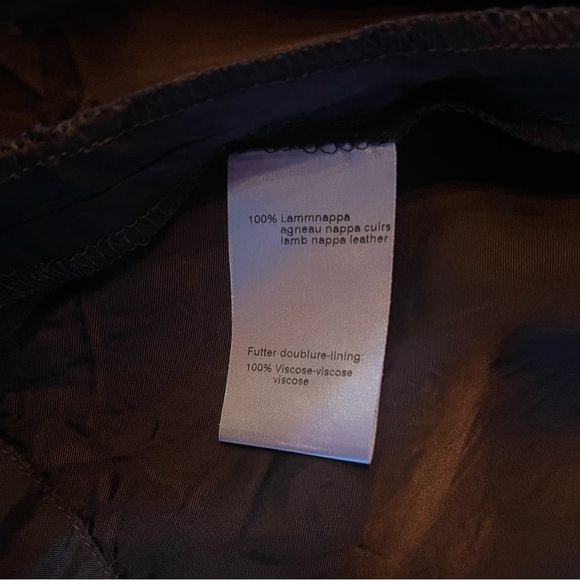 100% Lammnappa
agneau nappa cuirs
lamb nappa leather
Futter-doublure-lining:
100% Viscose-viscose
viscose